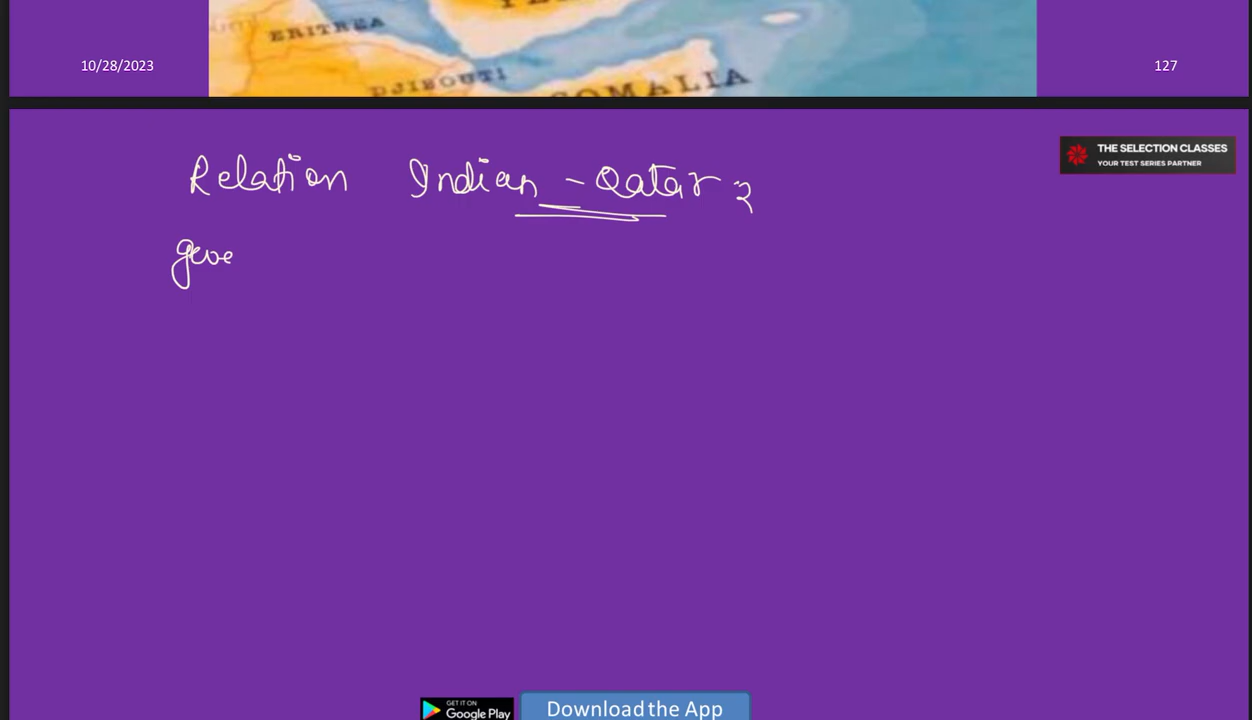 ERITREA
DJIBOUTI
SOMALIA
10/28/2023
127
THE SELECTION CLASSES
YOUR TEST SERIES PARTNER
Relation Indian - Qatar
GET IT ON
Google Play
Download the App